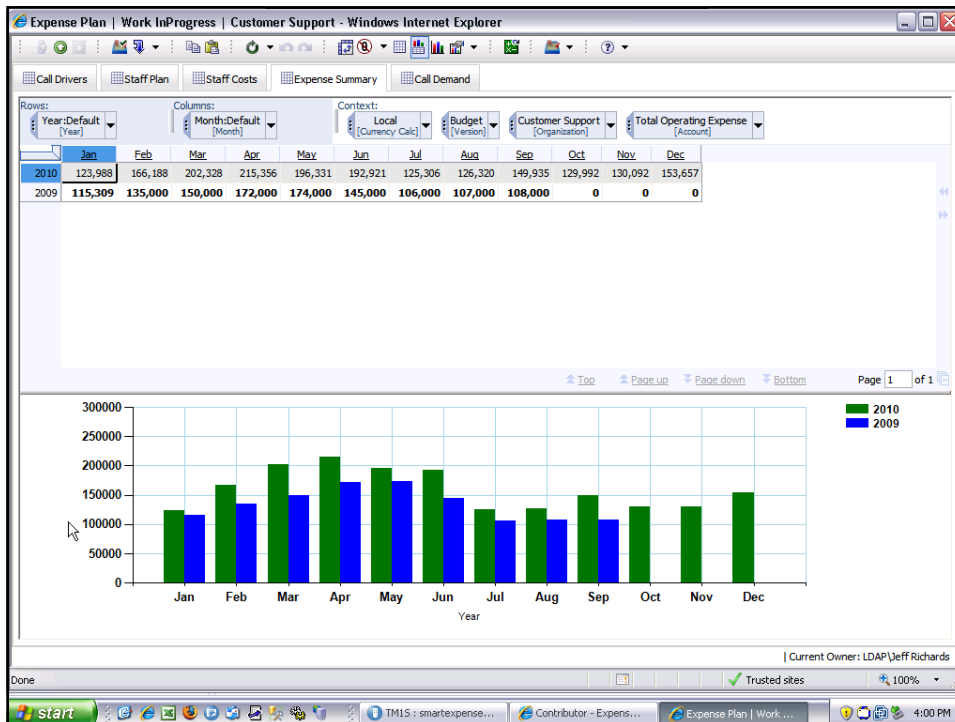 Expense Plan | Work InProgress | Customer Support - Windows Internet Explorer
Call Drivers Staff Plan Staff Costs Expense Summary Call Demand
Rows: Columns: Context:
Year:Default Month:Default Local Budget Customer Support Total Operating Expense
[Year] [Month] [Currency Calc] [Version] [Organization] [Account]
Jan Feb Mar Apr May Jun Jul Aug Sep Oct Nov Dec
2010 123,988 166,188 202,328 215,356 196,331 192,921 125,306 126,320 149,935 129,992 130,092 153,657
2009 115,309 135,000 150,000 172,000 174,000 145,000 106,000 107,000 108,000 0 0 0
Top Page up Page down Bottom Page 1 of 1
300000
250000
200000
150000
100000
50000
0
2010
2009
Jan Feb Mar Apr May Jun Jul Aug Sep Oct Nov Dec
Year
Current Owner: LDAP\Jeff Richards
Done Trusted sites 100%
start TM1S : smartexpense... Contributor - Expens... Expense Plan | Work ... 4:00 PM